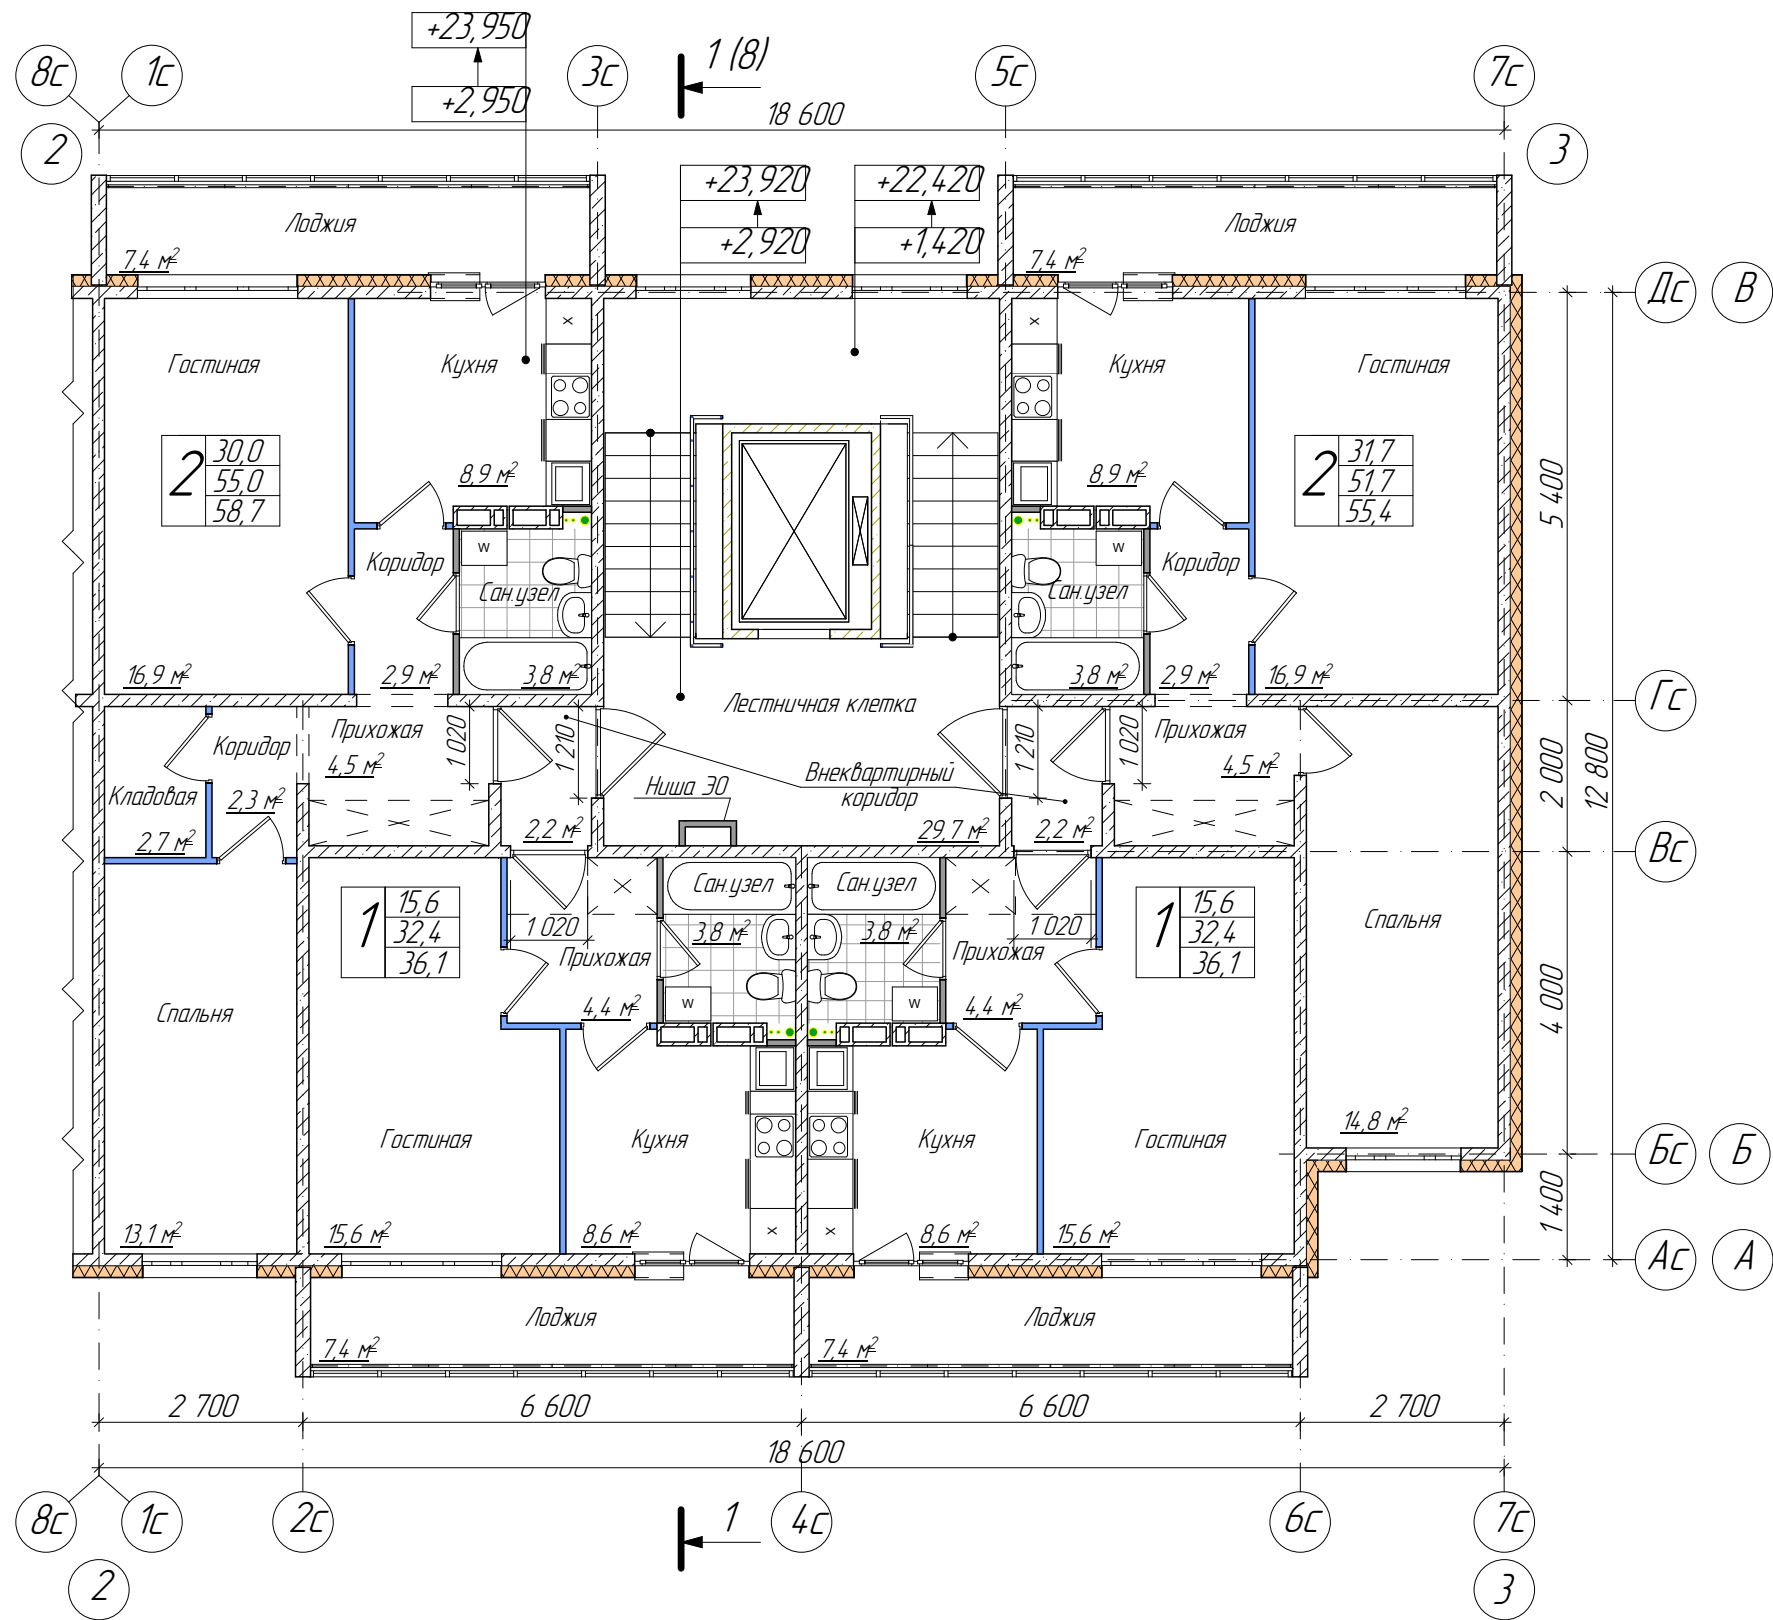 +23,950
+2,950
1 (8)
8с
1с
3с
5с
7с
18 600
2
3
+23,920
+2,920
+22,420
+1,420
Лоджия
7,4 м²
Лоджия
7,4 м²
Дс
В
Гостиная
Кухня
х
х
Кухня
Гостиная
2
30,0
55,0
58,7
8,9 м²
8,9 м²
2
31,7
51,7
55,4
5 400
Коридор
w
Сан.узел
w
Сан.узел
Коридор
16,9 м²
2,9 м²
3,8 м²
3,8 м²
2,9 м²
16,9 м²
Лестничная клетка
Гс
Коридор
Прихожая
4,5 м²
1 020
1 210
1 210
1 020
Прихожая
4,5 м²
Внеквартирный
коридор
Ниша ЭО
Кладовая
2,3 м²
2,7 м²
2,2 м²
29,7 м²
2,2 м²
2 000
12 800
Вс
1
15,6
32,4
36,1
Сан.узел
Сан.узел
1
15,6
32,4
36,1
1 020
3,8 м²
3,8 м²
1 020
Прихожая
Прихожая
Спальня
Спальня
4,4 м²
w
w
4,4 м²
4 000
Гостиная
Кухня
Кухня
Гостиная
14,8 м²
Бс
Б
1 400
13,1 м²
15,6 м²
8,6 м²
х
х
8,6 м²
15,6 м²
Ас
А
Лоджия
7,4 м²
Лоджия
7,4 м²
2 700
6 600
6 600
2 700
18 600
8с
1с
2с
1
4с
6с
7с
2
3